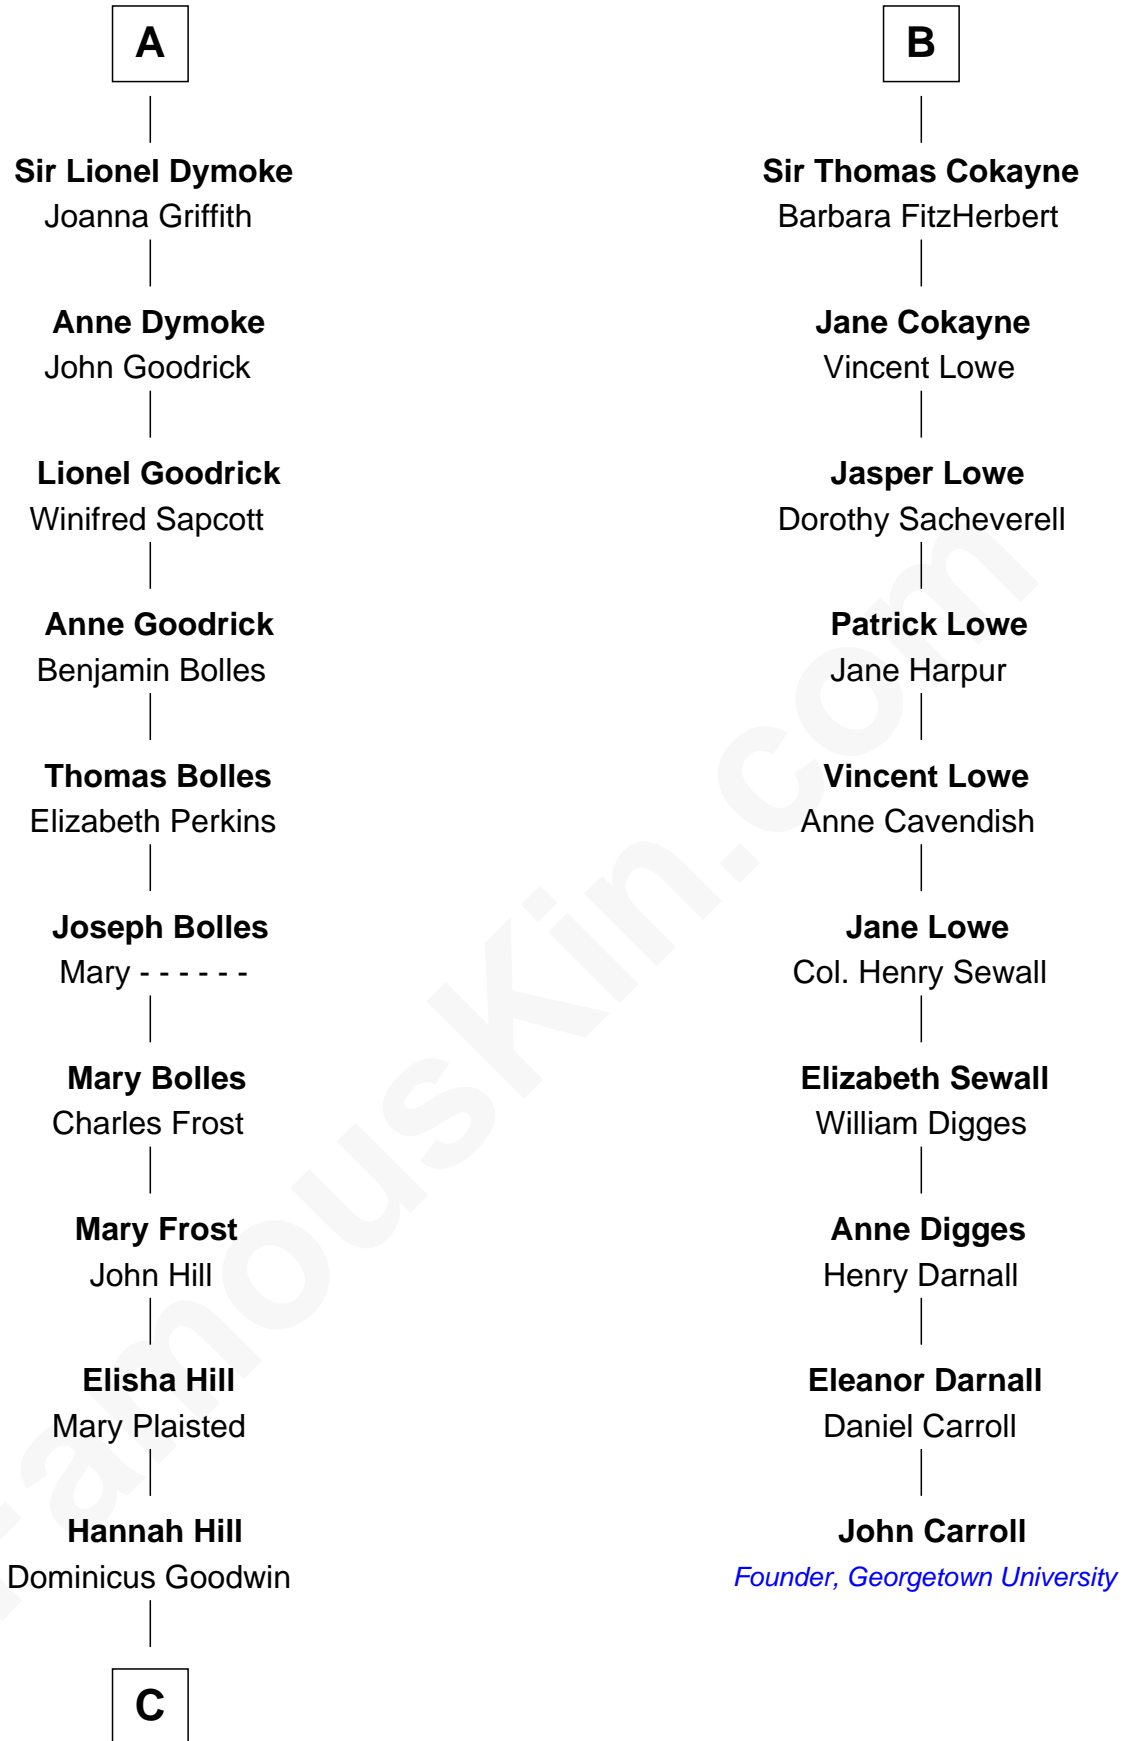 A
Sir Lionel Dymoke
Joanna Griffith
Anne Dymoke
John Goodrick
Lionel Goodrick
Winifred Sapcott
Anne Goodrick
Benjamin Bolles
Thomas Bolles
Elizabeth Perkins
Joseph Bolles
Mary - - - - - -
Mary Bolles
Charles Frost
Mary Frost
John Hill
Elisha Hill
Mary Plaisted
Hannah Hill
Dominicus Goodwin
C
B
Sir Thomas Cokayne
Barbara FitzHerbert
Jane Cokayne
Vincent Lowe
Jasper Lowe
Dorothy Sacheverell
Patrick Lowe
Jane Harpur
Vincent Lowe
Anne Cavendish
Jane Lowe
Col. Henry Sewall
Elizabeth Sewall
William Digges
Anne Digges
Henry Darnall
Eleanor Darnall
Daniel Carroll
John Carroll
Founder, Georgetown University
FamousKin.com